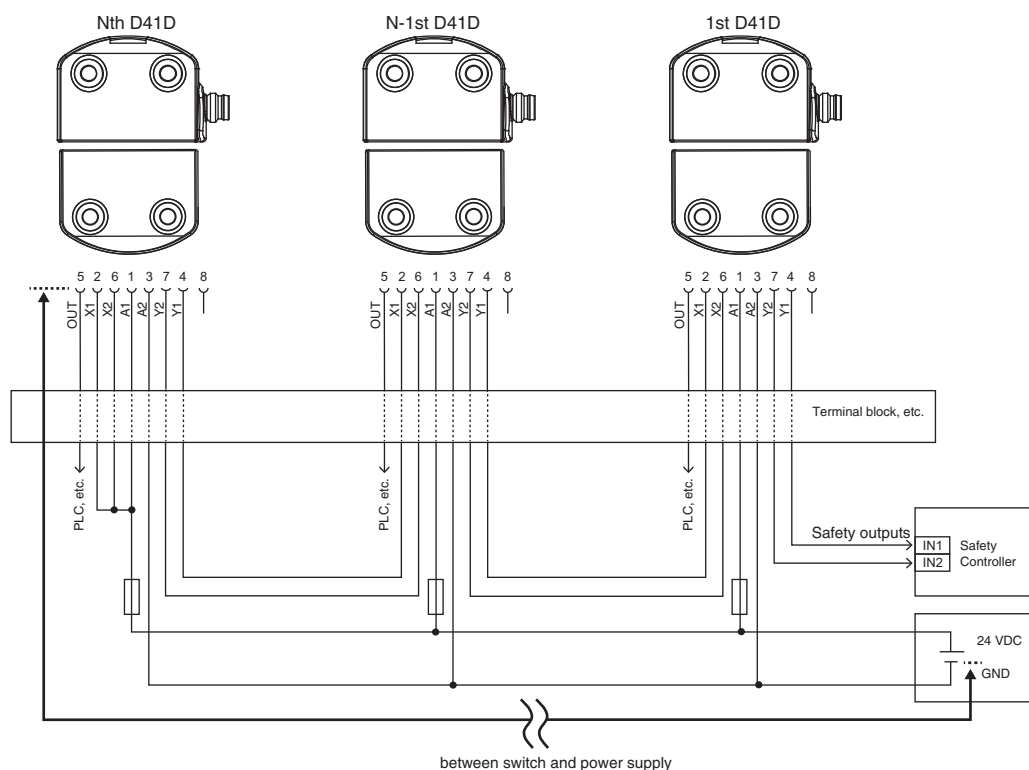 Nth D41D
N-1st D41D
1st D41D
5 2 6 1 3 7 4 8
OUT X1 X2 A1 A2 Y2 Y1
5 2 6 1 3 7 4 8
OUT X1 X2 A1 A2 Y2 Y1
5 2 6 1 3 7 4 8
OUT X1 X2 A1 A2 Y2 Y1
Terminal block, etc.
PLC, etc.
PLC, etc.
PLC, etc.
Safety outputs
IN1
IN2
Safety
Controller
24 VDC
GND
between switch and power supply